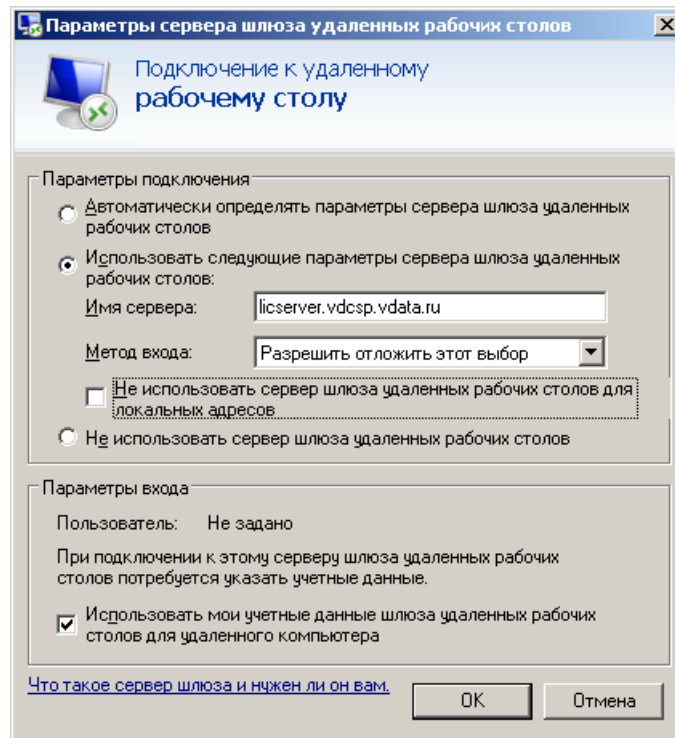 Параметры сервера шлюза удаленных рабочих столов
Подключение к удаленному
рабочему столу
Параметры подключения
Автоматически определять параметры сервера шлюза удаленных
рабочих столов
Использовать следующие параметры сервера шлюза удаленных
рабочих столов:
Имя сервера: licserver.vdcsp.vdata.ru
Метод входа: Разрешить отложить этот выбор
Не использовать сервер шлюза удаленных рабочих столов для
локальных адресов
Не использовать сервер шлюза удаленных рабочих столов
Параметры входа
Пользователь: Не задано
При подключении к этому серверу шлюза удаленных рабочих
столов потребуется указать учетные данные.
Использовать мои учетные данные шлюза удаленных рабочих
столов для удаленного компьютера
Что такое сервер шлюза и нужен ли он вам.
OK Отмена